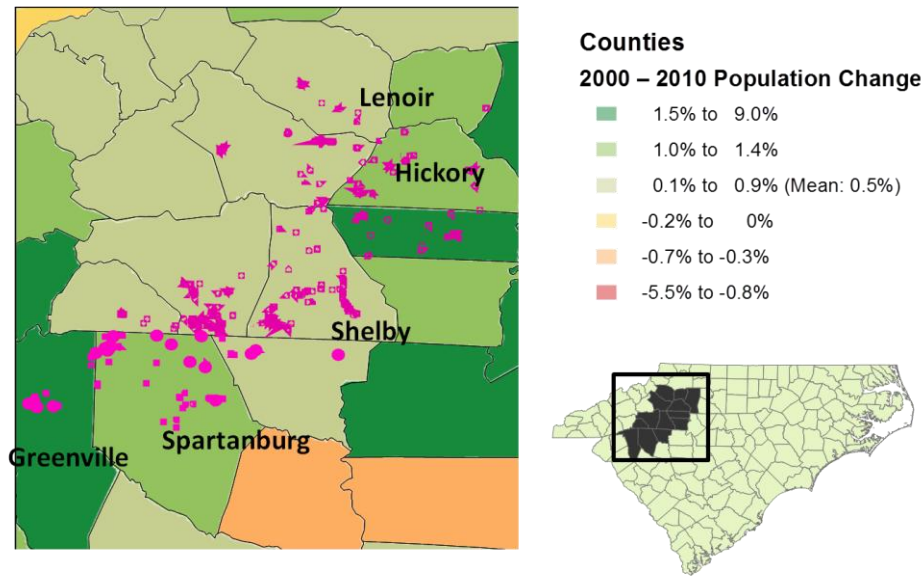 Lenoir
Hickory
Shelby
Spartanburg
Greenville
Counties
2000 – 2010 Population Change
1.5% to 9.0%
1.0% to 1.4%
0.1% to 0.9% (Mean: 0.5%)
-0.2% to 0%
-0.7% to -0.3%
-5.5% to -0.8%